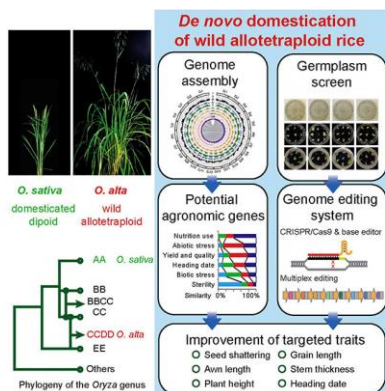 De novo domestication
of wild allotetraploid rice
O. sativa
domesticated
dipoid
O. alta
wild
allotetraploid
AA O. sativa
BB
BBCC
CC
CCDD O. alta
EE
Others
Phylogeny of the Oryza genus
Genome
assembly
Germplasm
screen
Potential
agronomic genes
Nutrition use
Abiotic stress
Yield and quality
Heading date
Biotic stress
Sterility
Similarity 0% 100%
Genome editing
system
CRISPR/Cas9 & base editor
Multiplex editing
Improvement of targeted traits
Seed shattering
Awn length
Plant height
Grain length
Stem thickness
Heading date